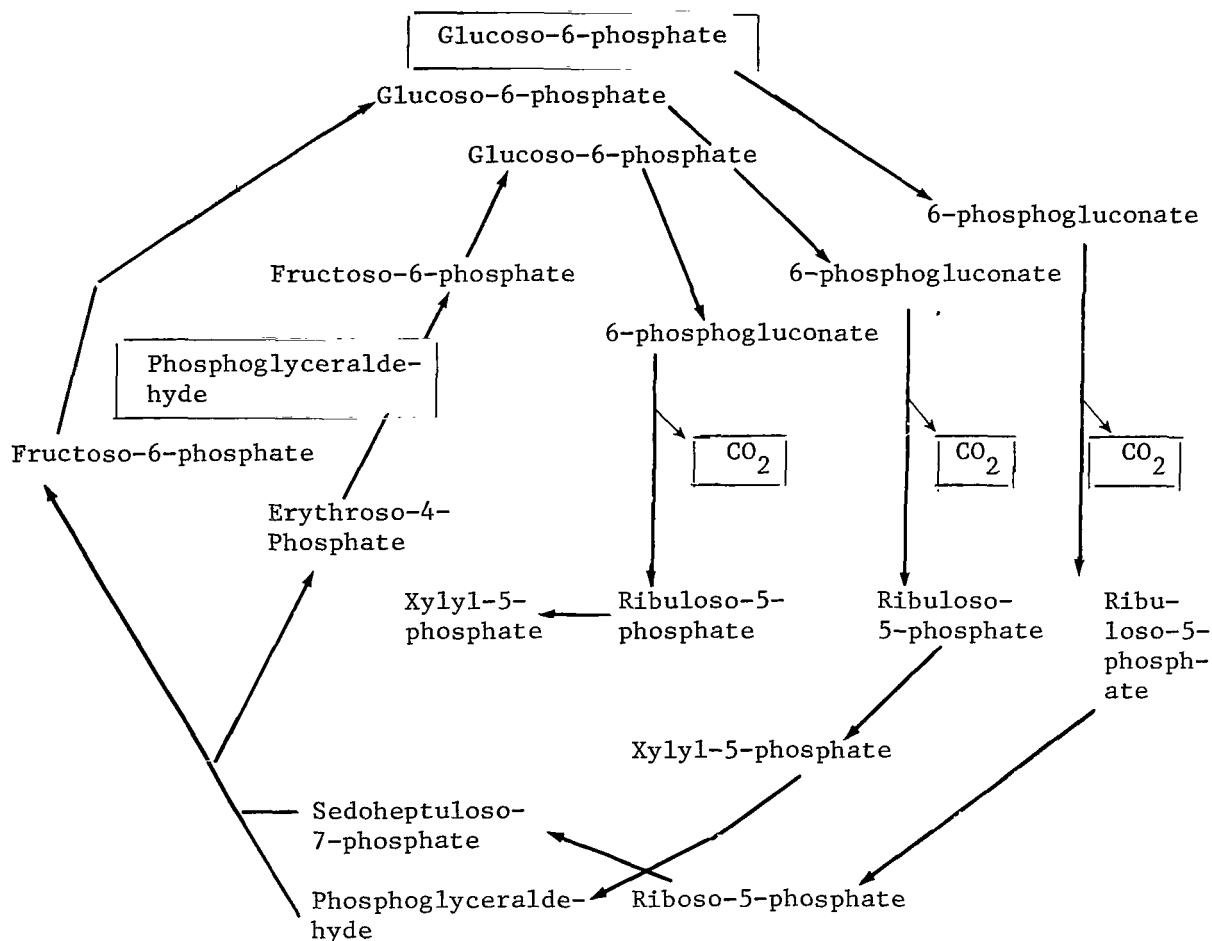 Glucoso-6-phosphate
Glucoso-6-phosphate
Glucoso-6-phosphate
6-phosphogluconate
Fructoso-6-phosphate
6-phosphogluconate
6-phosphogluconate
Phosphoglyceralde-
hyde
Fructoso-6-phosphate
CO2
CO2
CO2
Erythroso-4-
Phosphate
Xylyl-5-
phosphate
Ribuloso-5-
phosphate
Ribuloso-
5-phosphate
Ribu-
loso-5-
phosph-
ate
Xylyl-5-phosphate
Sedoheptuloso-
7-phosphate
Phosphoglyceralde-
hyde
Riboso-5-phosphate